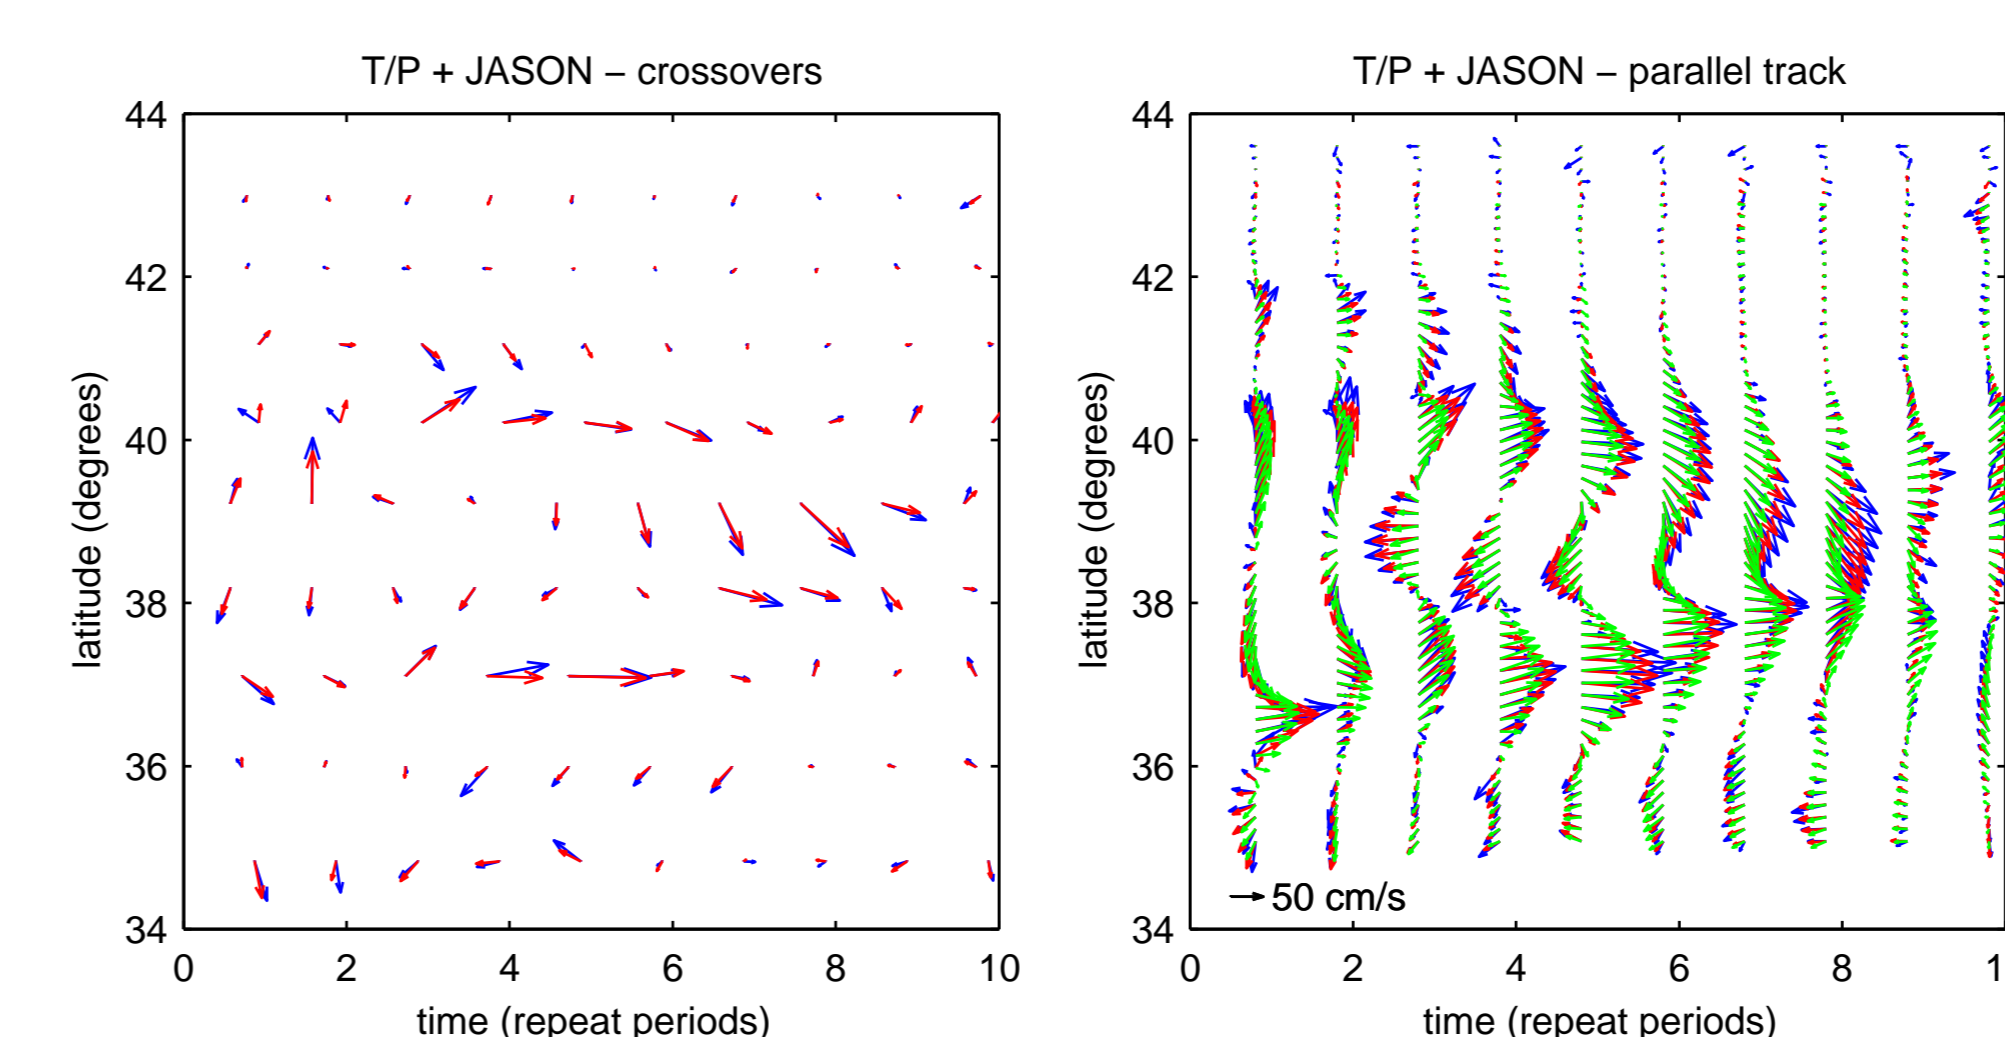 T/P + JASON – crossovers
44
42
40
38
36
34
latitude (degrees)
0 2 4 6 8 10
time (repeat periods)
T/P + JASON – parallel track
44
42
40
38
36
34
latitude (degrees)
50 cm/s
0 2 4 6 8 1
time (repeat periods)